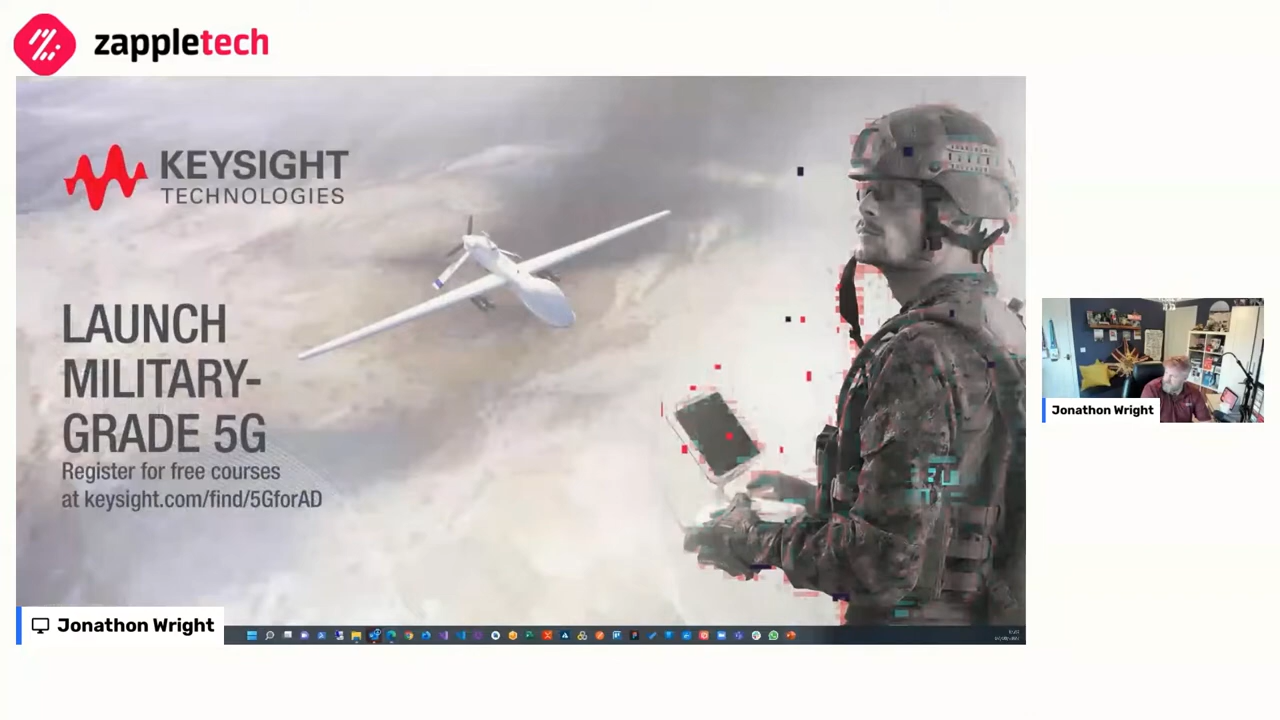 zappletech
KEYSIGHT
TECHNOLOGIES
LAUNCH
MILITARY-
GRADE 5G
Register for free courses
at keysight.com/find/5GforAD
Jonathon Wright
Jonathon Wright